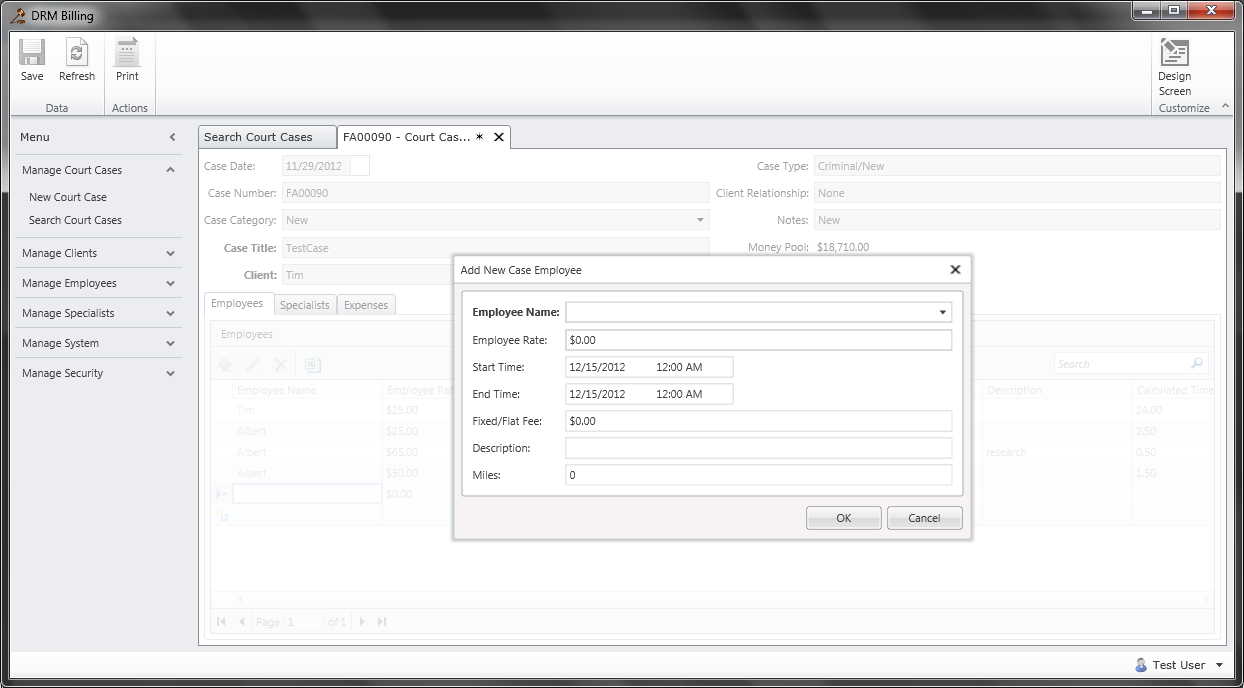 DRM Billing
Save Refresh Print Design Screen
Data Actions Customize
Menu
Manage Court Cases
New Court Case
Search Court Cases
Manage Clients
Manage Employees
Manage Specialists
Manage System
Manage Security
Search Court Cases FA00090 - Court Cas... *
Case Date: 11/29/2012 Case Type: Criminal/New
Case Number: FA00090 Client Relationship: None
Case Category: New Notes: New
Case Title: TestCase Money Pool: $18,710.00
Client: Tim
Employees Specialists Expenses
Employees
Search
Employee Name Employee Rat Description Calculated Time
Tim $25.00 24.00
Albert $25.00 2.50
Albert $65.00 research 0.50
Albert $50.00 1.50
$0.00
Page 1 of 1
Add New Case Employee
Employee Name:
Employee Rate: $0.00
Start Time: 12/15/2012 12:00 AM
End Time: 12/15/2012 12:00 AM
Fixed/Flat Fee: $0.00
Description:
Miles: 0
OK Cancel
Test User